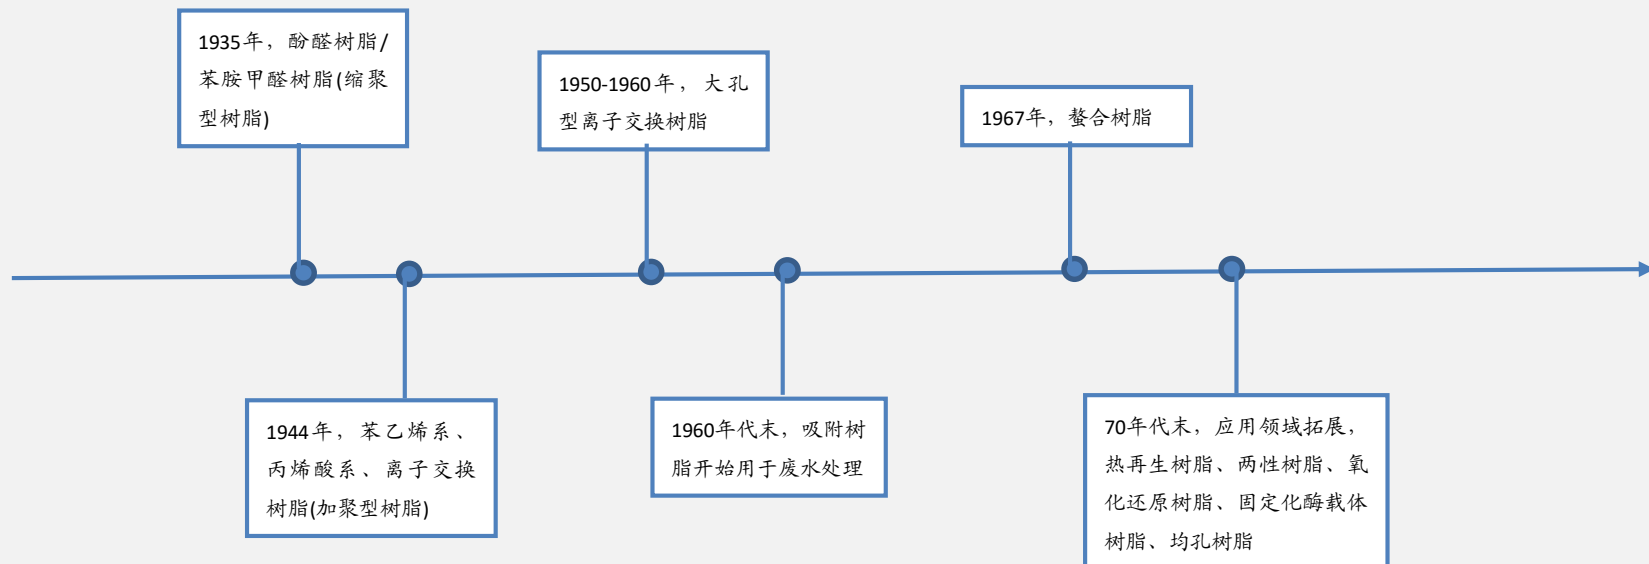 1935年，酚醛树脂/
苯胺甲醛树脂(缩聚
型树脂)
1944年，苯乙烯系、
丙烯酸系、离子交换
树脂(加聚型树脂)
1950-1960年，大孔
型离子交换树脂
1960年代末，吸附树
脂开始用于废水处理
1967年，螯合树脂
70年代末，应用领域拓展，
热再生树脂、两性树脂、氧
化还原树脂、固定化酶载体
树脂、均孔树脂